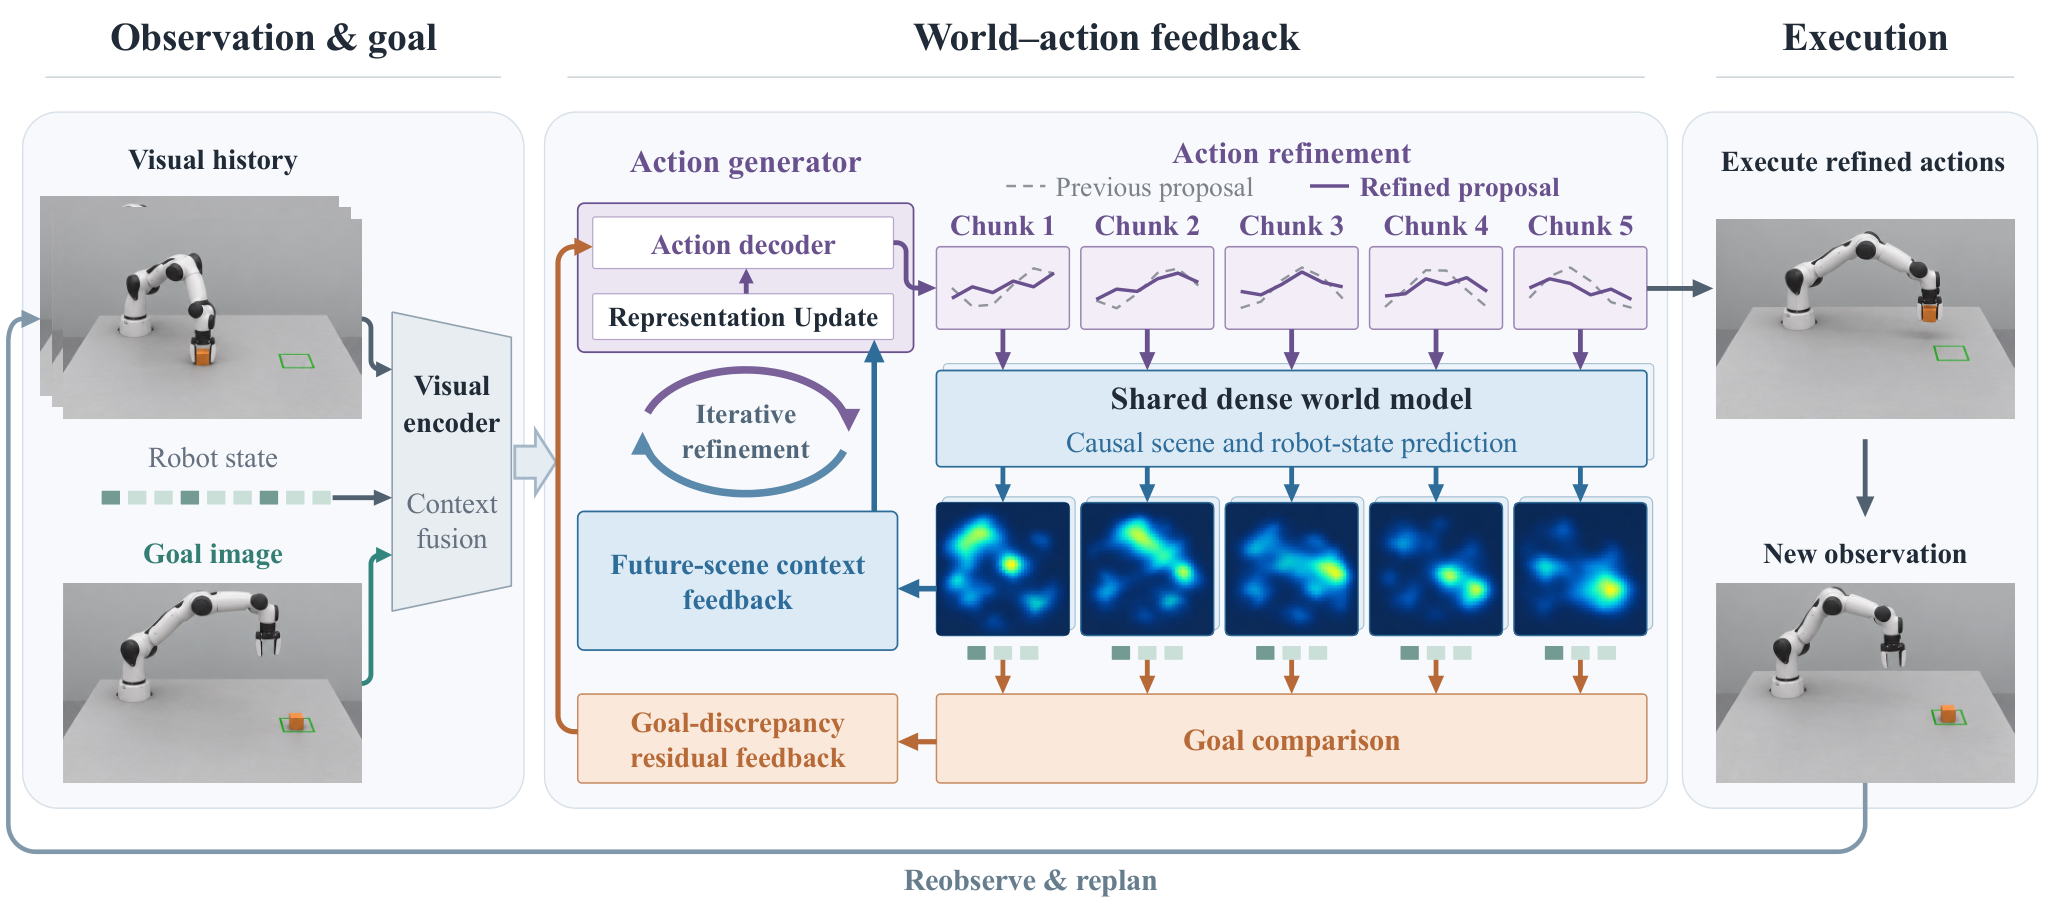 Observation & goal
World–action feedback
Execution
Visual history
Robot state
Goal image
Visual
encoder
Context
fusion
Action generator
Action decoder
Representation Update
Iterative
refinement
Future-scene context
feedback
Goal-discrepancy
residual feedback
Action refinement
Previous proposal
Refined proposal
Chunk 1
Chunk 2
Chunk 3
Chunk 4
Chunk 5
Shared dense world model
Causal scene and robot-state prediction
Goal comparison
Execute refined actions
New observation
Reobserve & replan